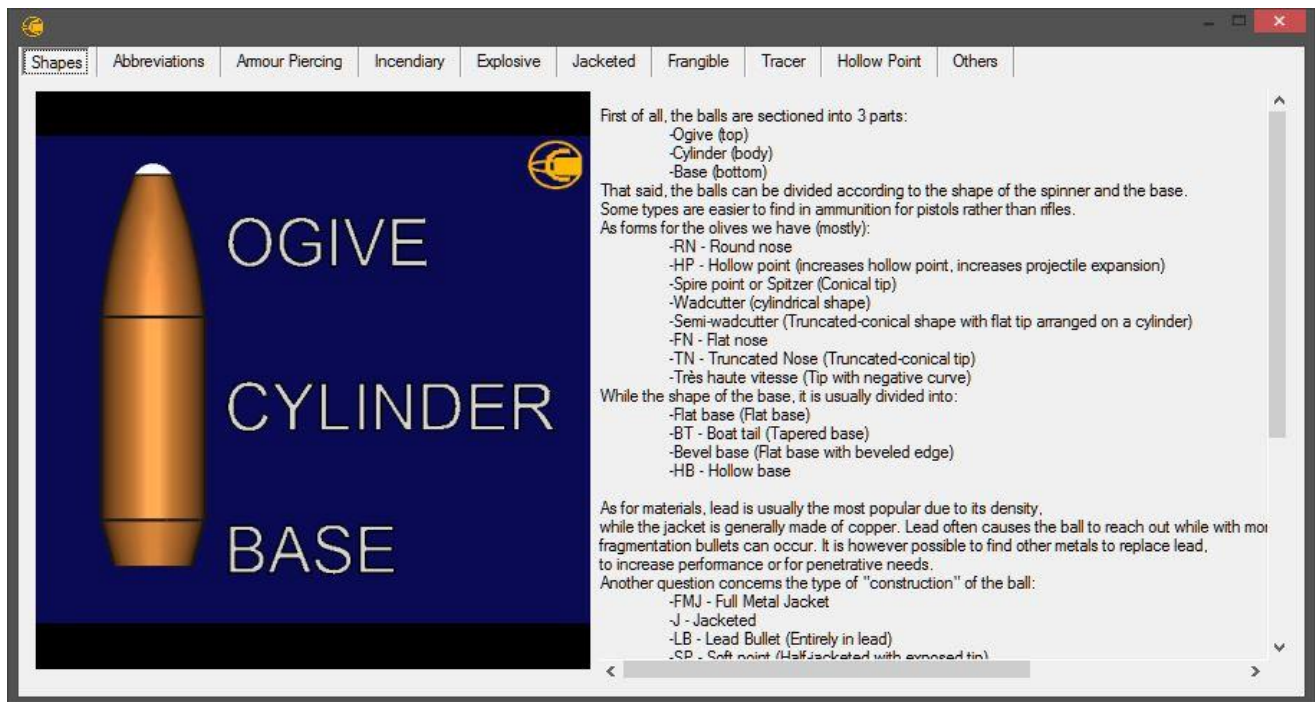 Shapes Abbreviations Armour Piercing Incendiary Explosive Jacketed Frangible Tracer Hollow Point Others
OGIVE
CYLINDER
BASE
First of all, the balls are sectioned into 3 parts:
-Ogive (top)
-Cylinder (body)
-Base (bottom)
That said, the balls can be divided according to the shape of the spinner and the base.
Some types are easier to find in ammunition for pistols rather than rifles.
As forms for the olives we have (mostly):
-RN - Round nose
-HP - Hollow point (increases hollow point, increases projectile expansion)
-Spire point or Spitzer (Conical tip)
-Wadcutter (cylindrical shape)
-Semi-wadcutter (Truncated-conical shape with flat tip arranged on a cylinder)
-FN - Flat nose
-TN - Truncated Nose (Truncated-conical tip)
-Très haute vitesse (Tip with negative curve)
While the shape of the base, it is usually divided into:
-Flat base (Flat base)
-BT - Boat tail (Tapered base)
-Bevel base (Flat base with beveled edge)
-HB - Hollow base
As for materials, lead is usually the most popular due to its density,
while the jacket is generally made of copper. Lead often causes the ball to reach out while with
fragmentation bullets can occur. It is however possible to find other metals to replace lead,
to increase performance or for penetrative needs.
Another question concerns the type of "construction" of the ball:
-FMJ - Full Metal Jacket
-J - Jacketed
-LB - Lead Bullet (Entirely in lead)
-SP - Soft point (Half-jacketed with exposed tip)